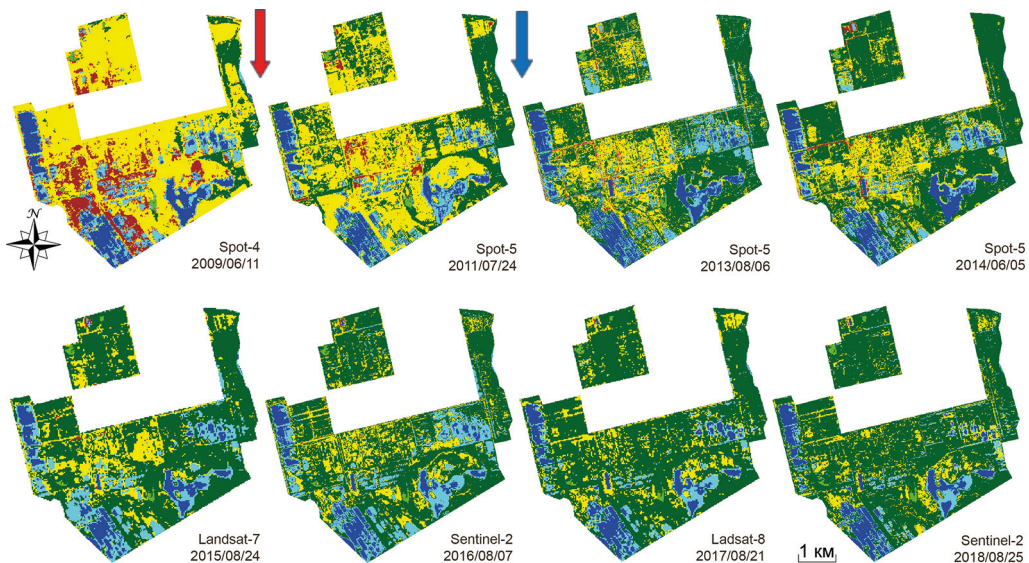 N
Spot-4
2009/06/11
Spot-5
2011/07/24
Spot-5
2013/08/06
Spot-5
2014/06/05
Landsat-7
2015/08/24
Sentinel-2
2016/08/07
Ladsat-8
2017/08/21
1 км
Sentinel-2
2018/08/25